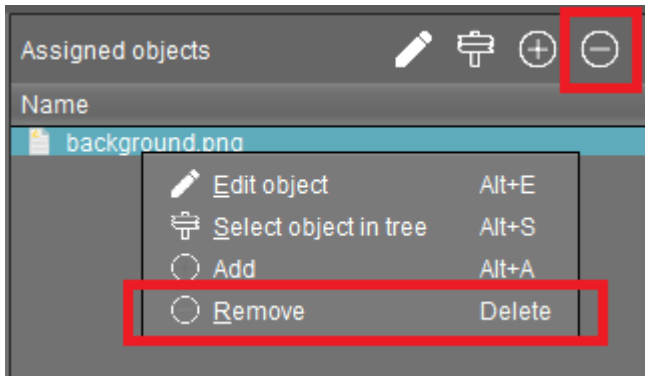 Assigned objects
Name
background.png
Edit object Alt+E
Select object in tree Alt+S
Add Alt+A
Remove Delete